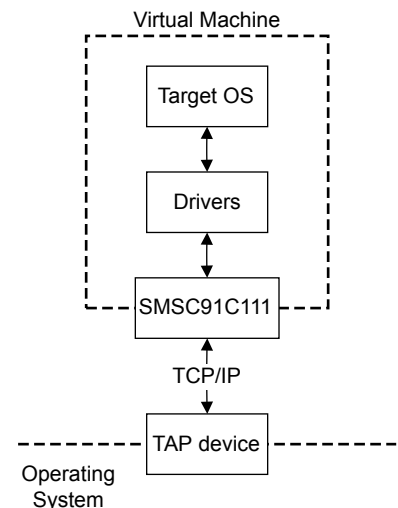 Virtual Machine
Target OS
Drivers
SMSC91C111
TCP/IP
TAP device
Operating
System